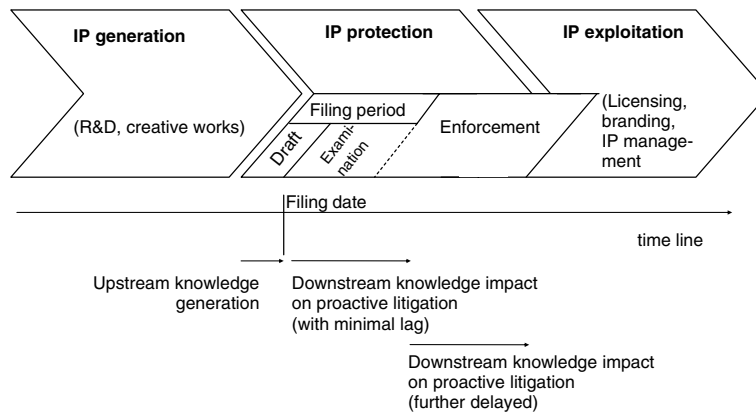 IP generation
IP protection
IP exploitation
(R&D, creative works)
Filing period
Draft
Exami-
nation
Enforcement
(Licensing,
branding,
IP manage-
ment
Filing date
time line
Upstream knowledge
generation
Downstream knowledge impact
on proactive litigation
(with minimal lag)
Downstream knowledge impact
on proactive litigation
(further delayed)